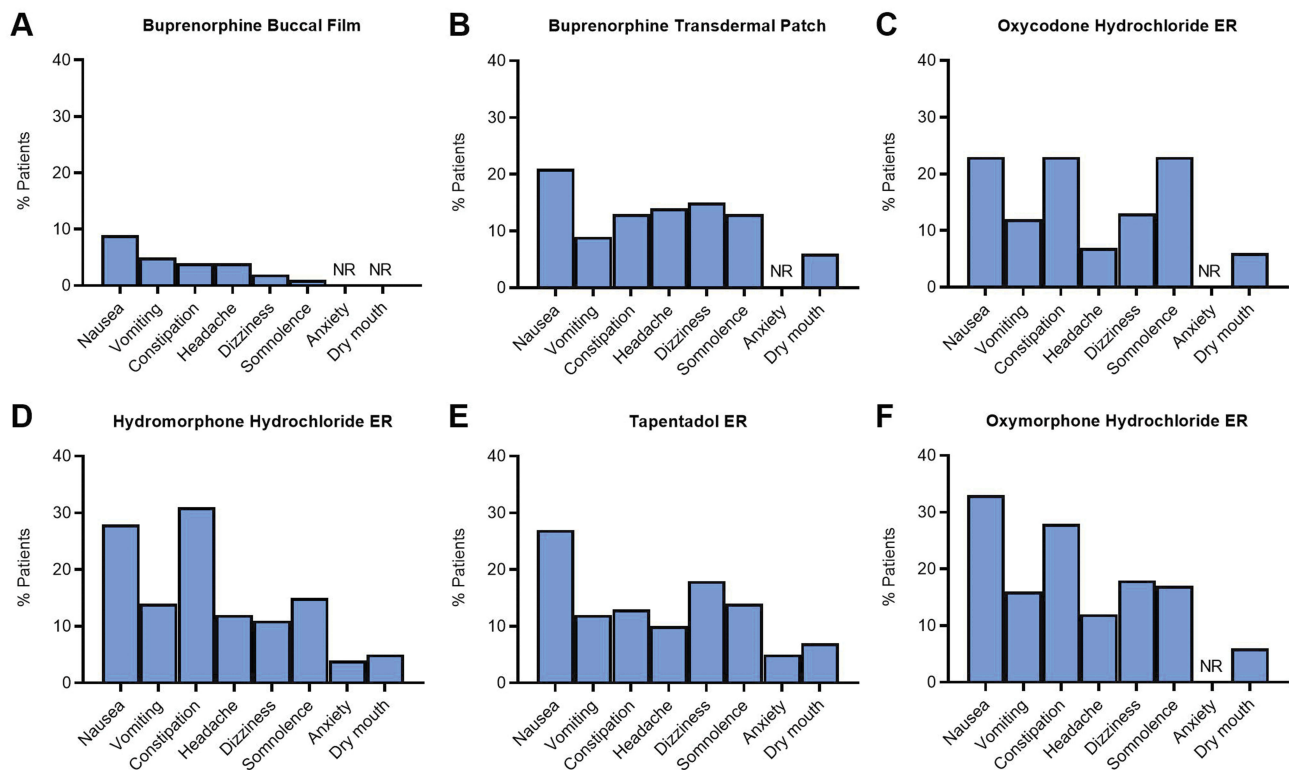 A
Buprenorphine Buccal Film
% Patients
40
30
20
10
0
NR
NR
Nausea
Vomiting
Constipation
Headache
Dizziness
Somnolence
Anxiety
Dry mouth
B
Buprenorphine Transdermal Patch
% Patients
40
30
20
10
0
NR
Nausea
Vomiting
Constipation
Headache
Dizziness
Somnolence
Anxiety
Dry mouth
C
Oxycodone Hydrochloride ER
% Patients
40
30
20
10
0
NR
Nausea
Vomiting
Constipation
Headache
Dizziness
Somnolence
Anxiety
Dry mouth
D
Hydromorphone Hydrochloride ER
% Patients
40
30
20
10
0
Nausea
Vomiting
Constipation
Headache
Dizziness
Somnolence
Anxiety
Dry mouth
E
Tapentadol ER
% Patients
40
30
20
10
0
Nausea
Vomiting
Constipation
Headache
Dizziness
Somnolence
Anxiety
Dry mouth
F
Oxymorphone Hydrochloride ER
% Patients
40
30
20
10
0
NR
Nausea
Vomiting
Constipation
Headache
Dizziness
Somnolence
Anxiety
Dry mouth